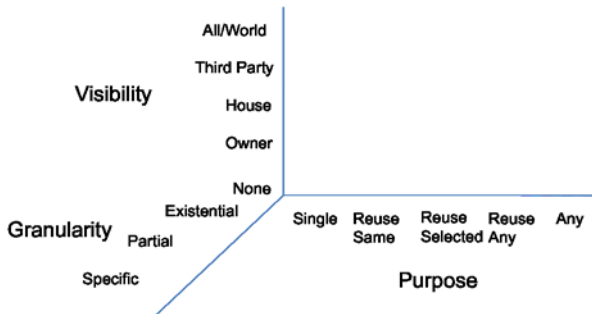 All/World
Third Party
Visibility
House
Owner
None
Existential
Granularity
Partial
Specific
Single
Reuse
Same
Reuse
Selected
Reuse
Any
Any
Purpose